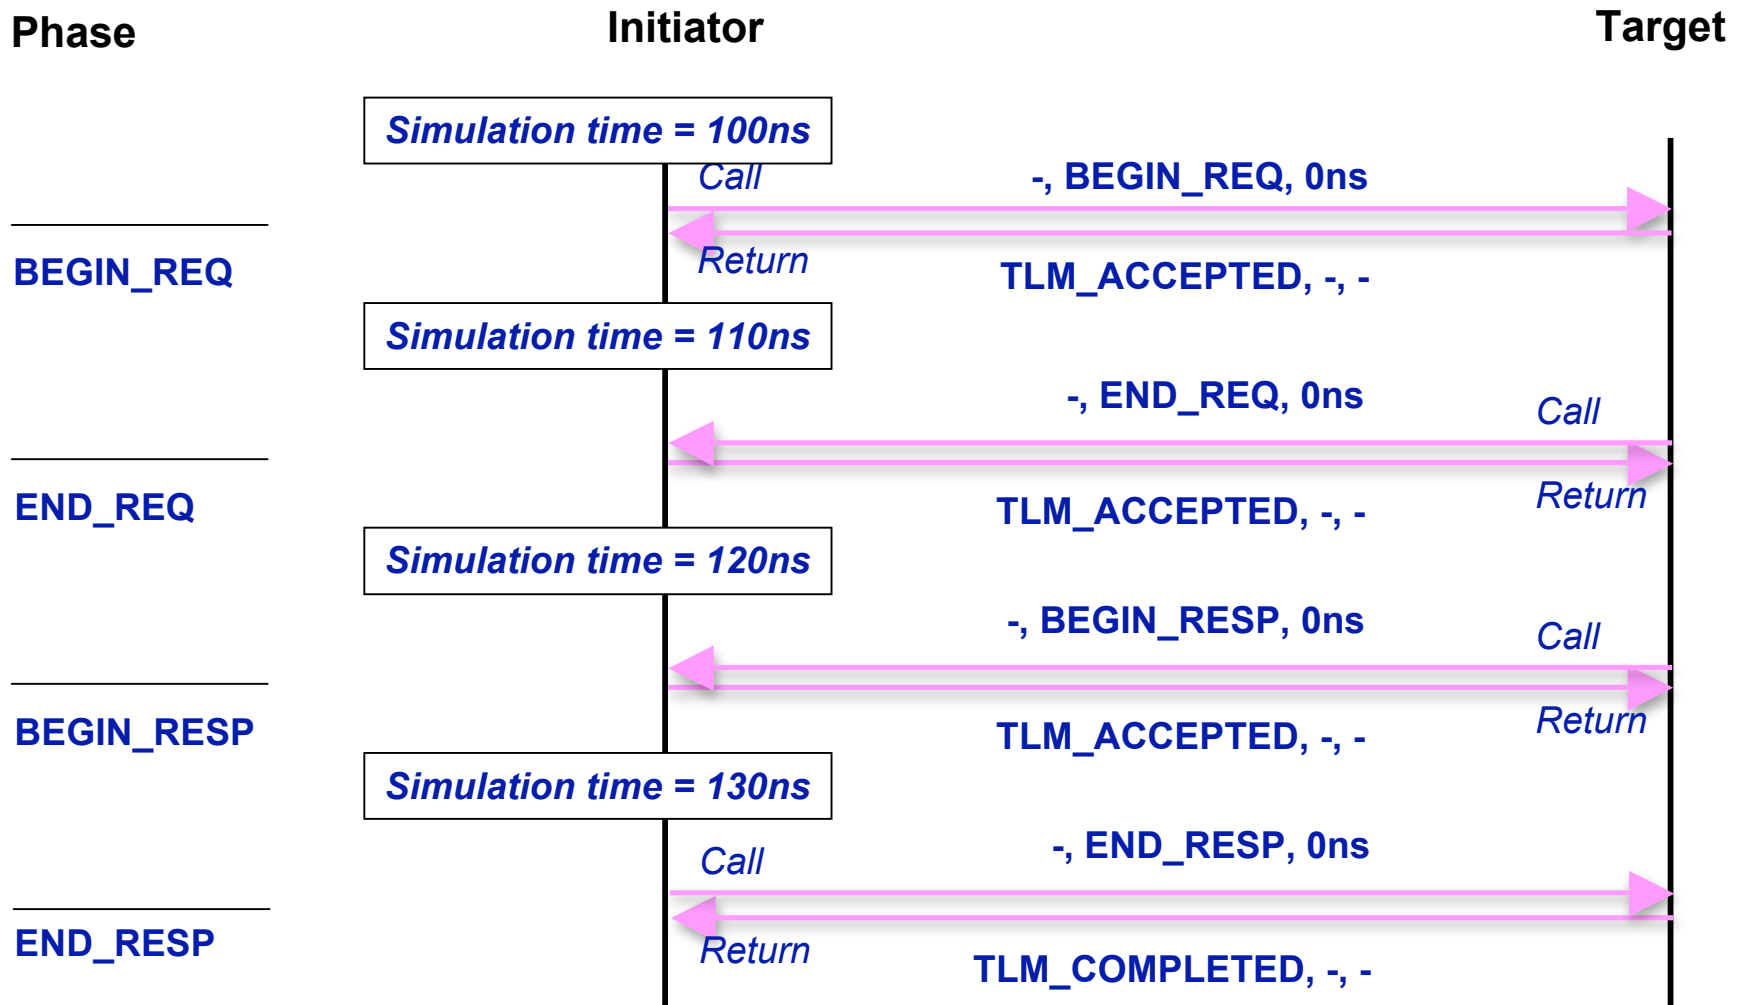 Phase
Initiator
Target
Simulation time = 100ns
Call
-, BEGIN_REQ, 0ns
BEGIN_REQ
Return
TLM_ACCEPTED, -, -
Simulation time = 110ns
-, END_REQ, 0ns
Call
END_REQ
TLM_ACCEPTED, -, -
Return
Simulation time = 120ns
-, BEGIN_RESP, 0ns
Call
BEGIN_RESP
TLM_ACCEPTED, -, -
Return
Simulation time = 130ns
Call
-, END_RESP, 0ns
END_RESP
Return
TLM_COMPLETED, -, -